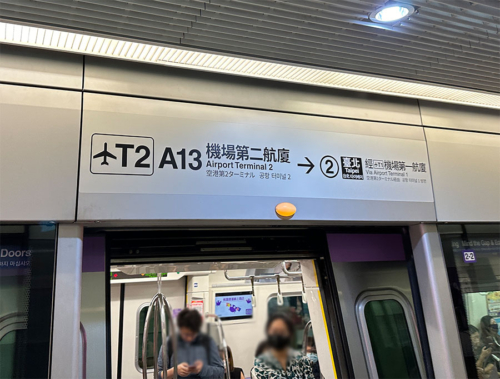 T2 A13 機場第二航廈
Airport Terminal 2
空港第2ターミナル 공항 터미널 2
→ ② 臺北
Taipei
經 機場第一航廈
Via Airport Terminal 1
Doors
2-2